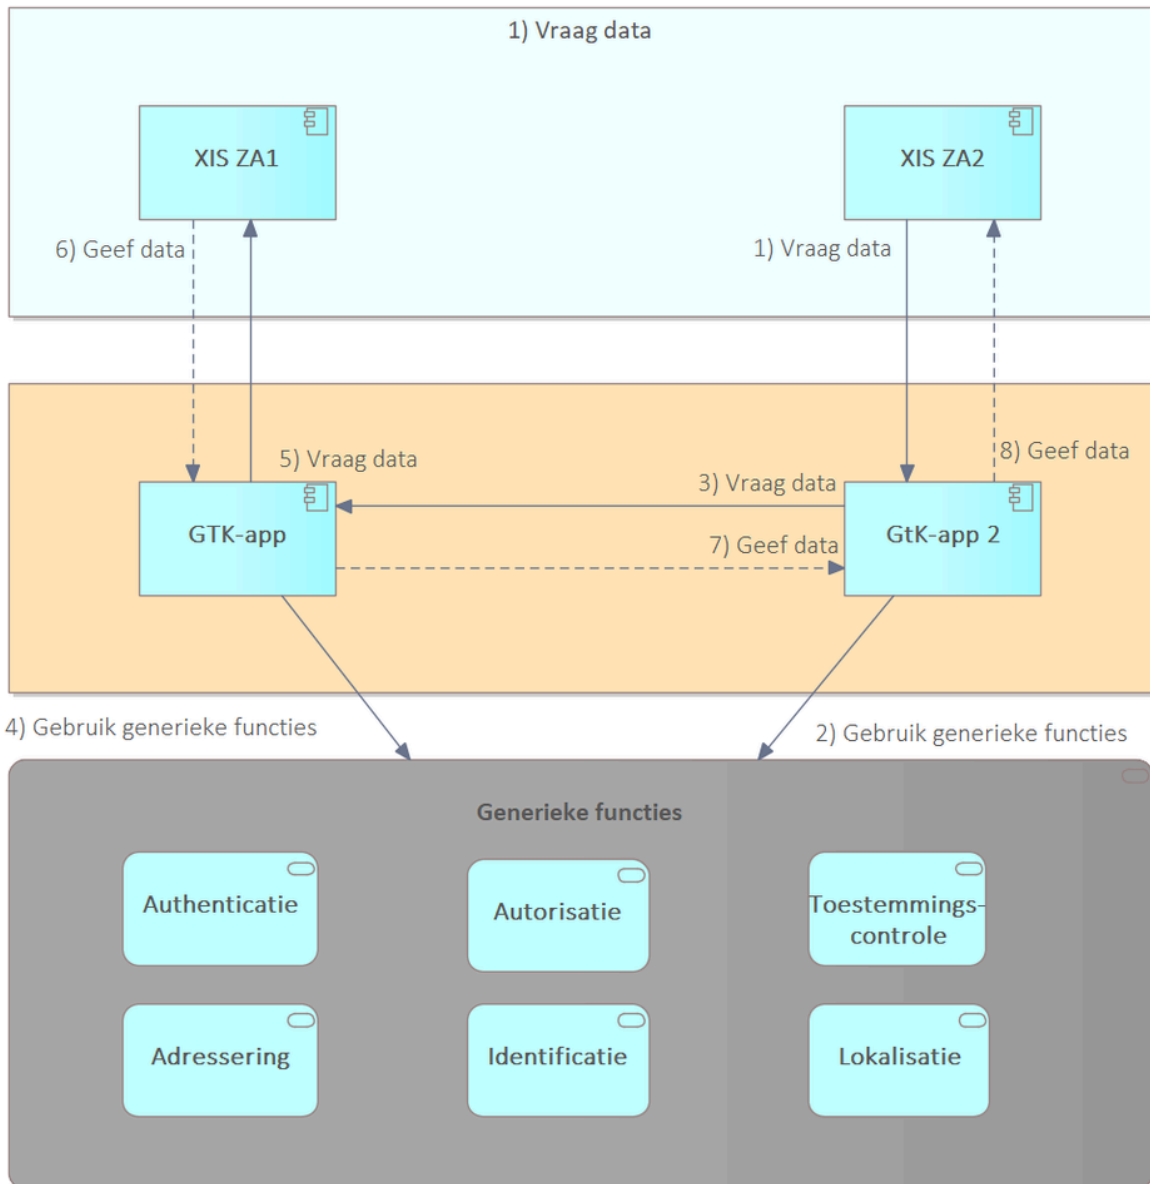 1) Vraag data
XIS ZA1
XIS ZA2
6) Geef data
1) Vraag data
5) Vraag data
8) Geef data
3) Vraag data
GTK-app
GtK-app 2
7) Geef data
4) Gebruik generieke functies
2) Gebruik generieke functies
Generieke functies
Authenticatie
Autorisatie
Toestemmings-
controle
Adressering
Identificatie
Lokalisatie